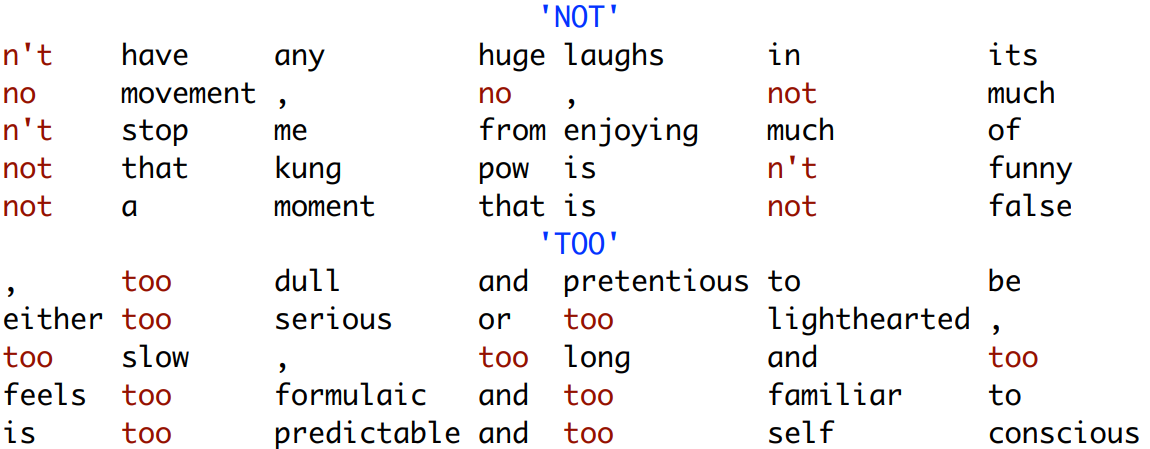 'NOT'
n't have any huge laughs in its
no movement , no , not much
n't stop me from enjoying much of
not that kung pow is n't funny
not a moment that is not false
'TOO'
, too dull and pretentious to be
either too serious or too lighthearted ,
too slow , too long and too
feels too formulaic and too familiar to
is too predictable and too self conscious